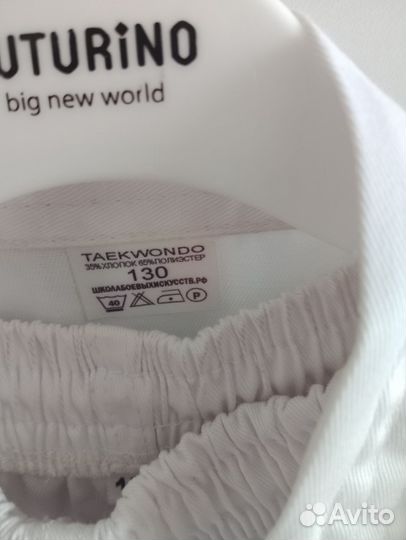 UTURINO
big new world
TAEKWONDO
35%ХЛОПОК 65%ПОЛИЭСТЕР
130
ШКОЛАБОЕВЫХИСКУССТВ.РФ
40 P
Avito